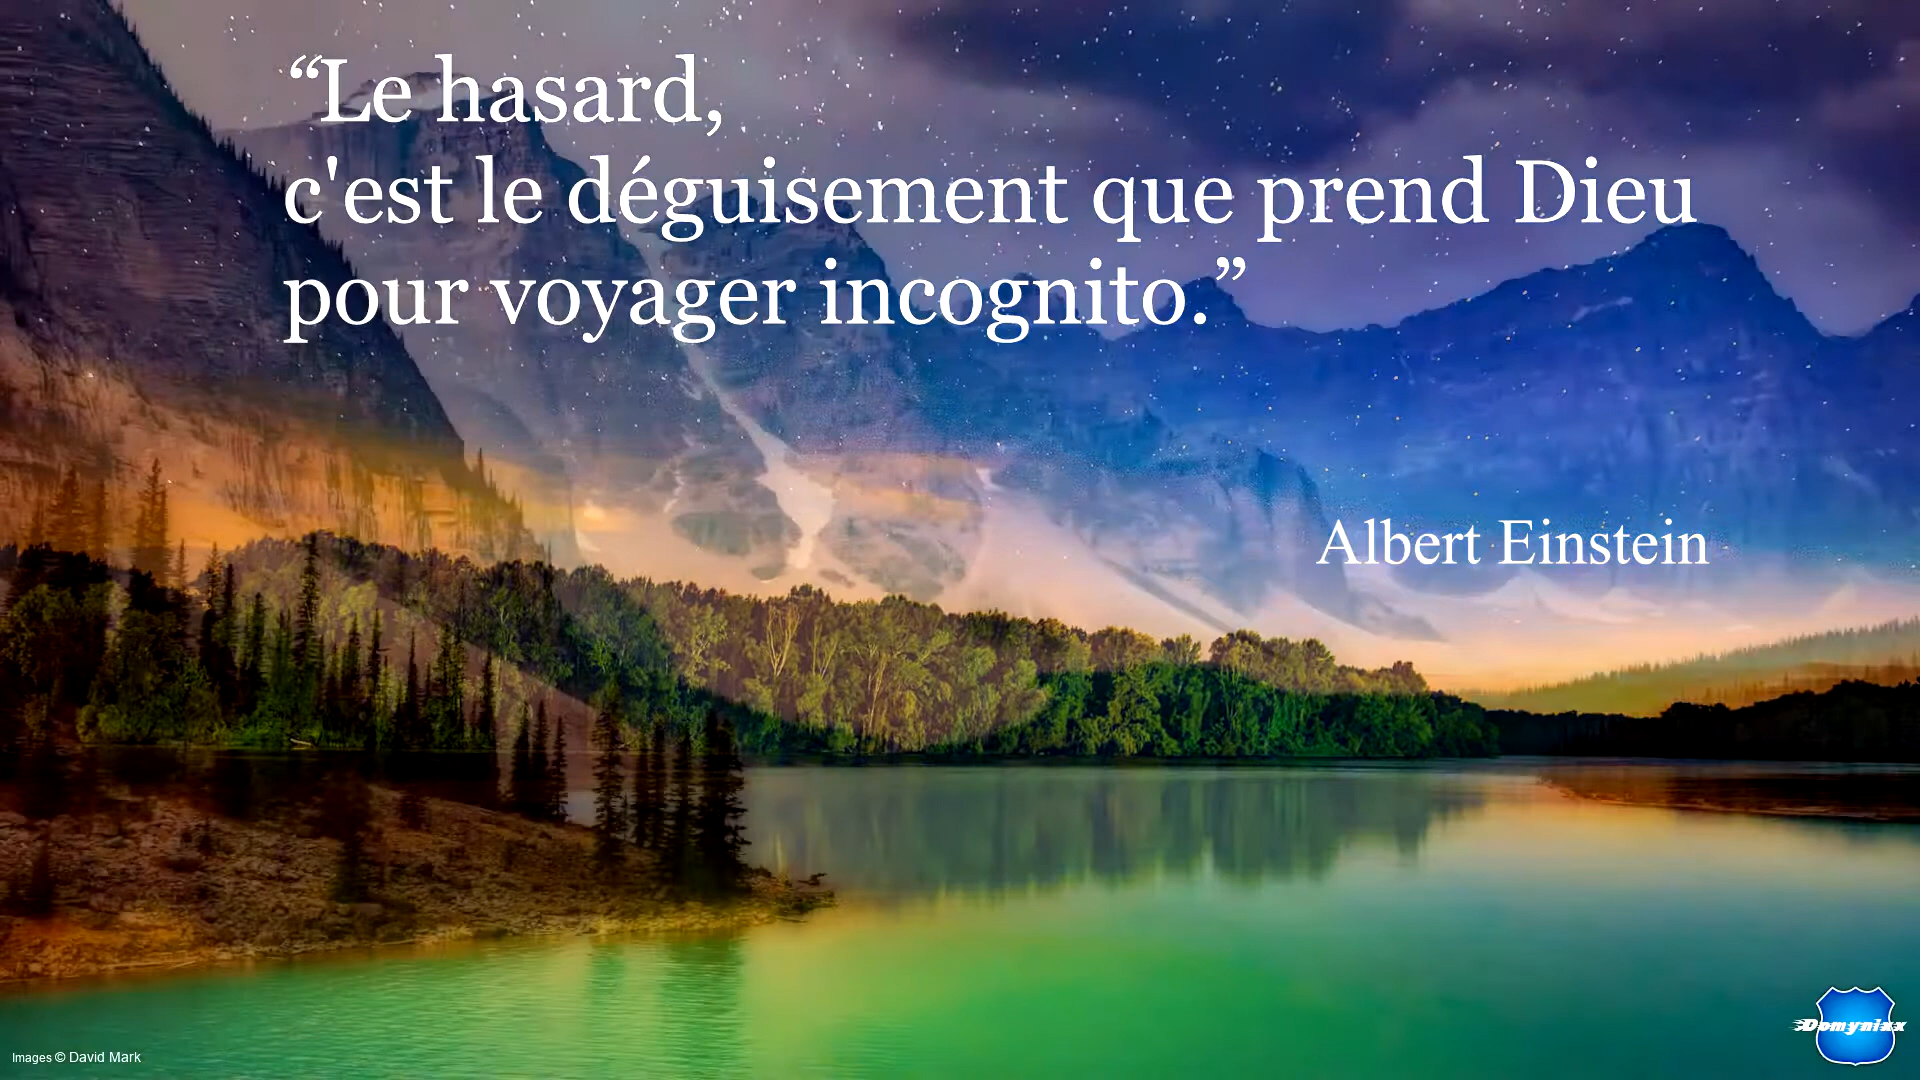 “Le hasard,
c'est le déguisement que prend Dieu
pour voyager incognito.”
Albert Einstein
Images © David Mark
Domyniax